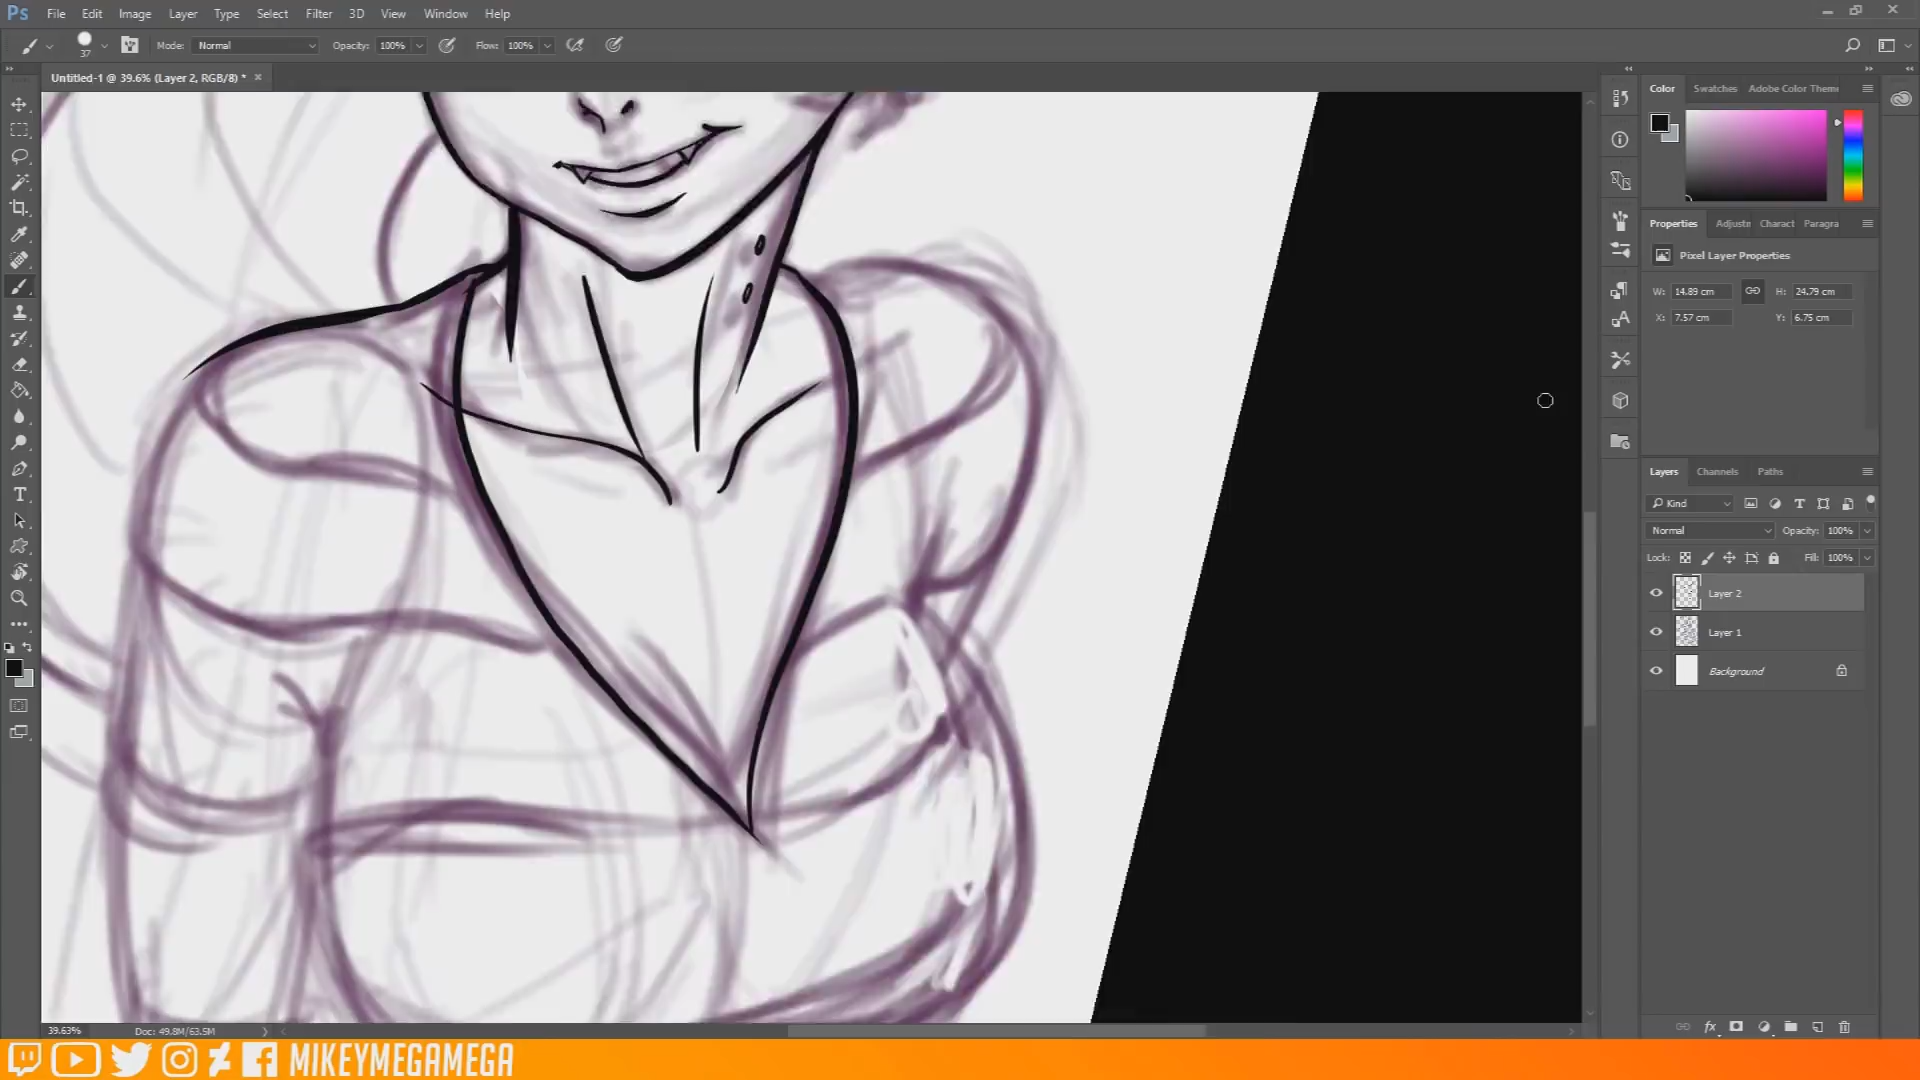 Ps File Edit Image Layer Type Select Filter 3D View Window Help
37 Mode: Normal Opacity: 100% Flow: 100%
Untitled-1 @ 39.6% (Layer 2, RGB/8) * ×
Color Swatches Adobe Color Theme
Properties Adjustm Charact Paragra
Pixel Layer Properties
W: 14.89 cm H: 24.79 cm
X: 7.57 cm Y: 6.75 cm
Layers Channels Paths
Kind
Normal Opacity: 100%
Lock: Fill: 100%
Layer 2
Layer 1
Background
fx
39.63% Doc: 49.8M/63.5M
MIKEYMEGAMEGA